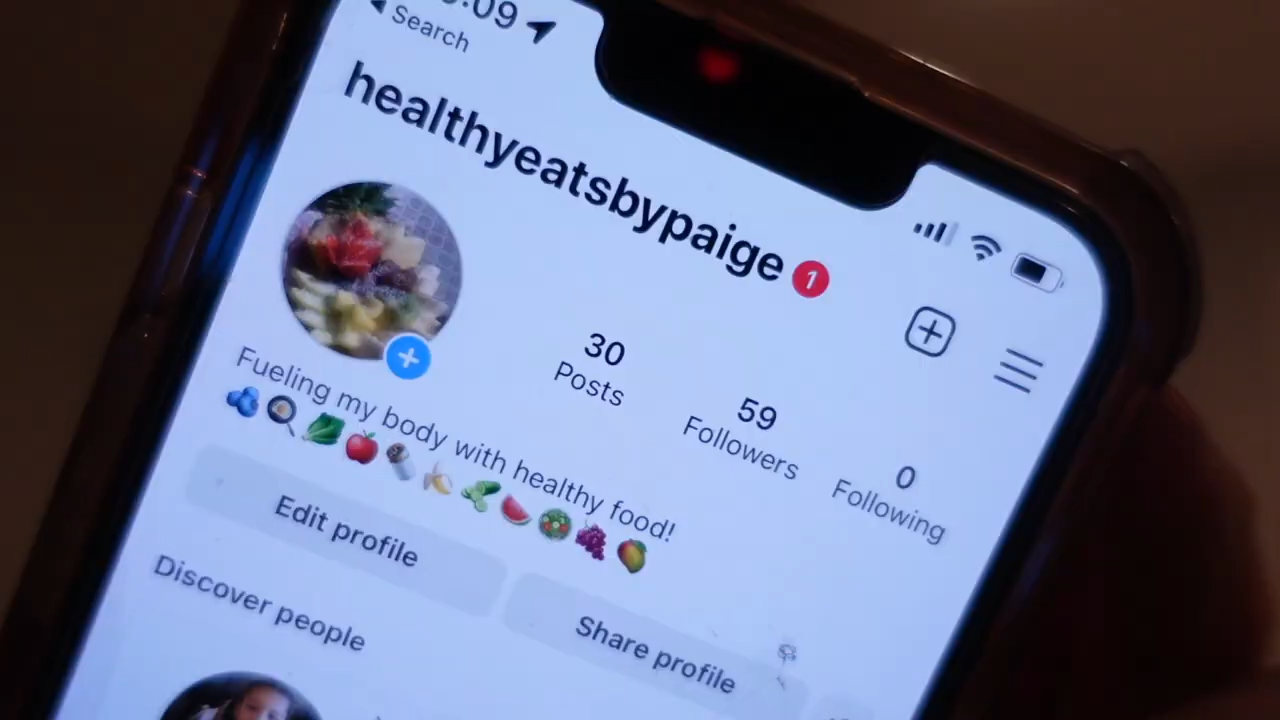 Search
healthyeatsbypaige 1
30
Posts
59
Followers
0
Following
Fueling my body with healthy food!
Edit profile
Share profile
Discover people